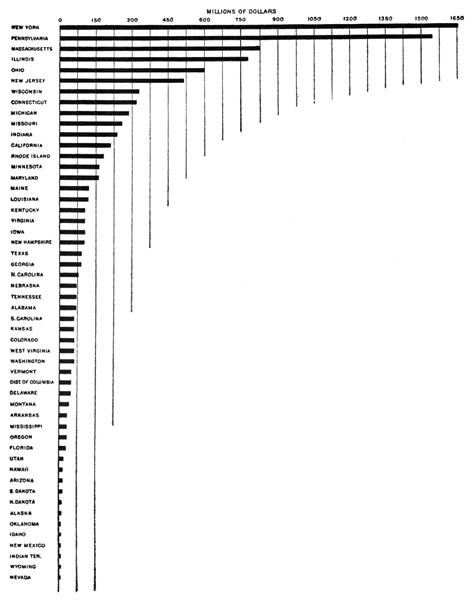 MILLIONS OF DOLLARS
0 150 300 450 600 750 900 1050 1200 1350 1500 1650
NEW YORK
PENNSYLVANIA
MASSACHUSETTS
ILLINOIS
OHIO
NEW JERSEY
WISCONSIN
CONNECTICUT
MICHIGAN
MISSOURI
INDIANA
CALIFORNIA
RHODE ISLAND
MINNESOTA
MARYLAND
MAINE
LOUISIANA
KENTUCKY
VIRGINIA
IOWA
NEW HAMPSHIRE
TEXAS
GEORGIA
N. CAROLINA
NEBRASKA
TENNESSEE
ALABAMA
S. CAROLINA
KANSAS
COLORADO
WEST VIRGINIA
WASHINGTON
VERMONT
DIST. OF COLUMBIA
DELAWARE
MONTANA
ARKANSAS
MISSISSIPPI
OREGON
FLORIDA
UTAH
HAWAII
ARIZONA
S. DAKOTA
N. DAKOTA
ALASKA
OKLAHOMA
IDAHO
NEW MEXICO
INDIAN TER.
WYOMING
NEVADA